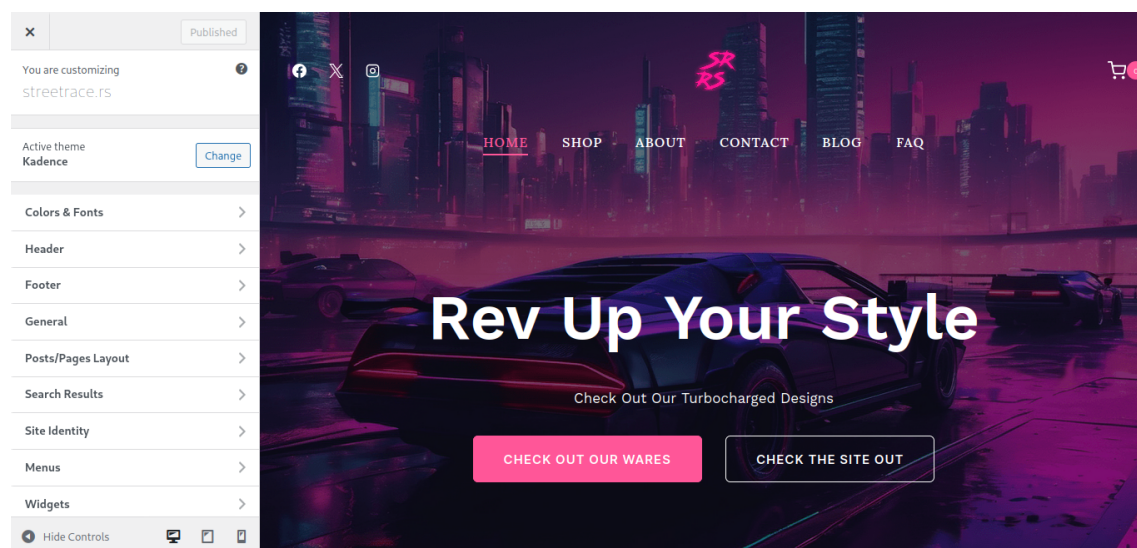 Published
You are customizing
streetrace.rs
Active theme
Kadence
Change
Colors & Fonts
Header
Footer
General
Posts/Pages Layout
Search Results
Site Identity
Menus
Widgets
Hide Controls
SR
RS
HOME SHOP ABOUT CONTACT BLOG FAQ
Rev Up Your Style
Check Out Our Turbocharged Designs
CHECK OUT OUR WARES CHECK THE SITE OUT